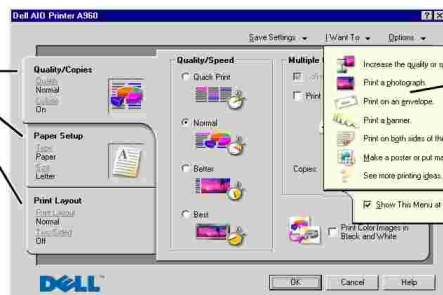 Dell AIO Printer A960
Save Settings
I Want To
Options
Quality/Copies
Quality
Normal
Collate
On
Paper Setup
Type
Paper
Size
Letter
Print Layout
Print Layout
Normal
Two-Sided
Off
Quality/Speed
Quick Print
Normal
Better
Best
Multiple
Print
Copies:
Print Color Images in
Black and White
Increase the quality or
Print a photograph.
Print on an envelope.
Print a banner.
Print on both sides of the
Make a poster or put
See more printing ideas.
Show This Menu at
DELL
OK
Cancel
Help